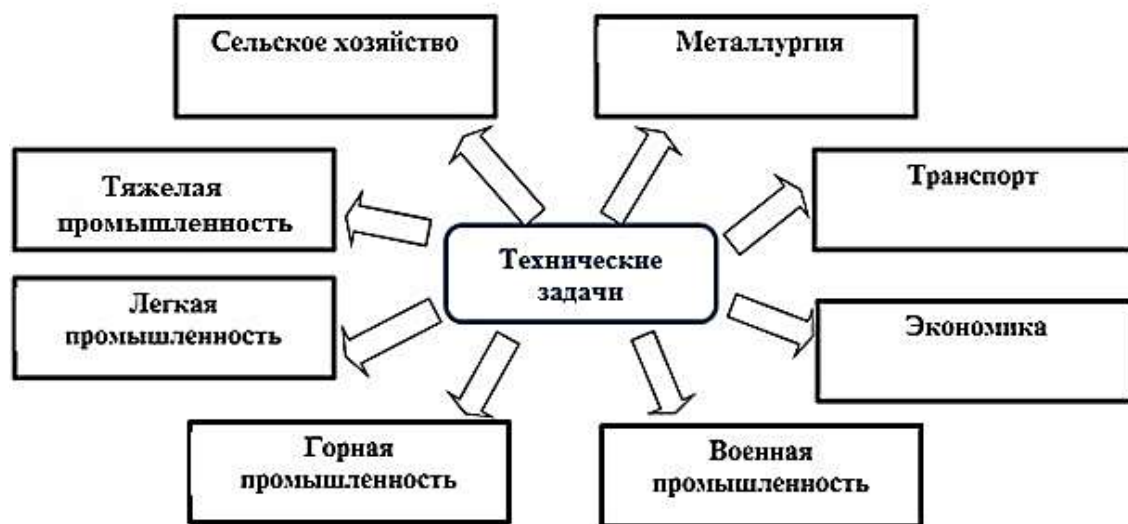 Сельское хозяйство
Металлургия
Тяжелая
промышленность
Транспорт
Технические
задачи
Легкая
промышленность
Экономика
Горная
промышленность
Военная
промышленность